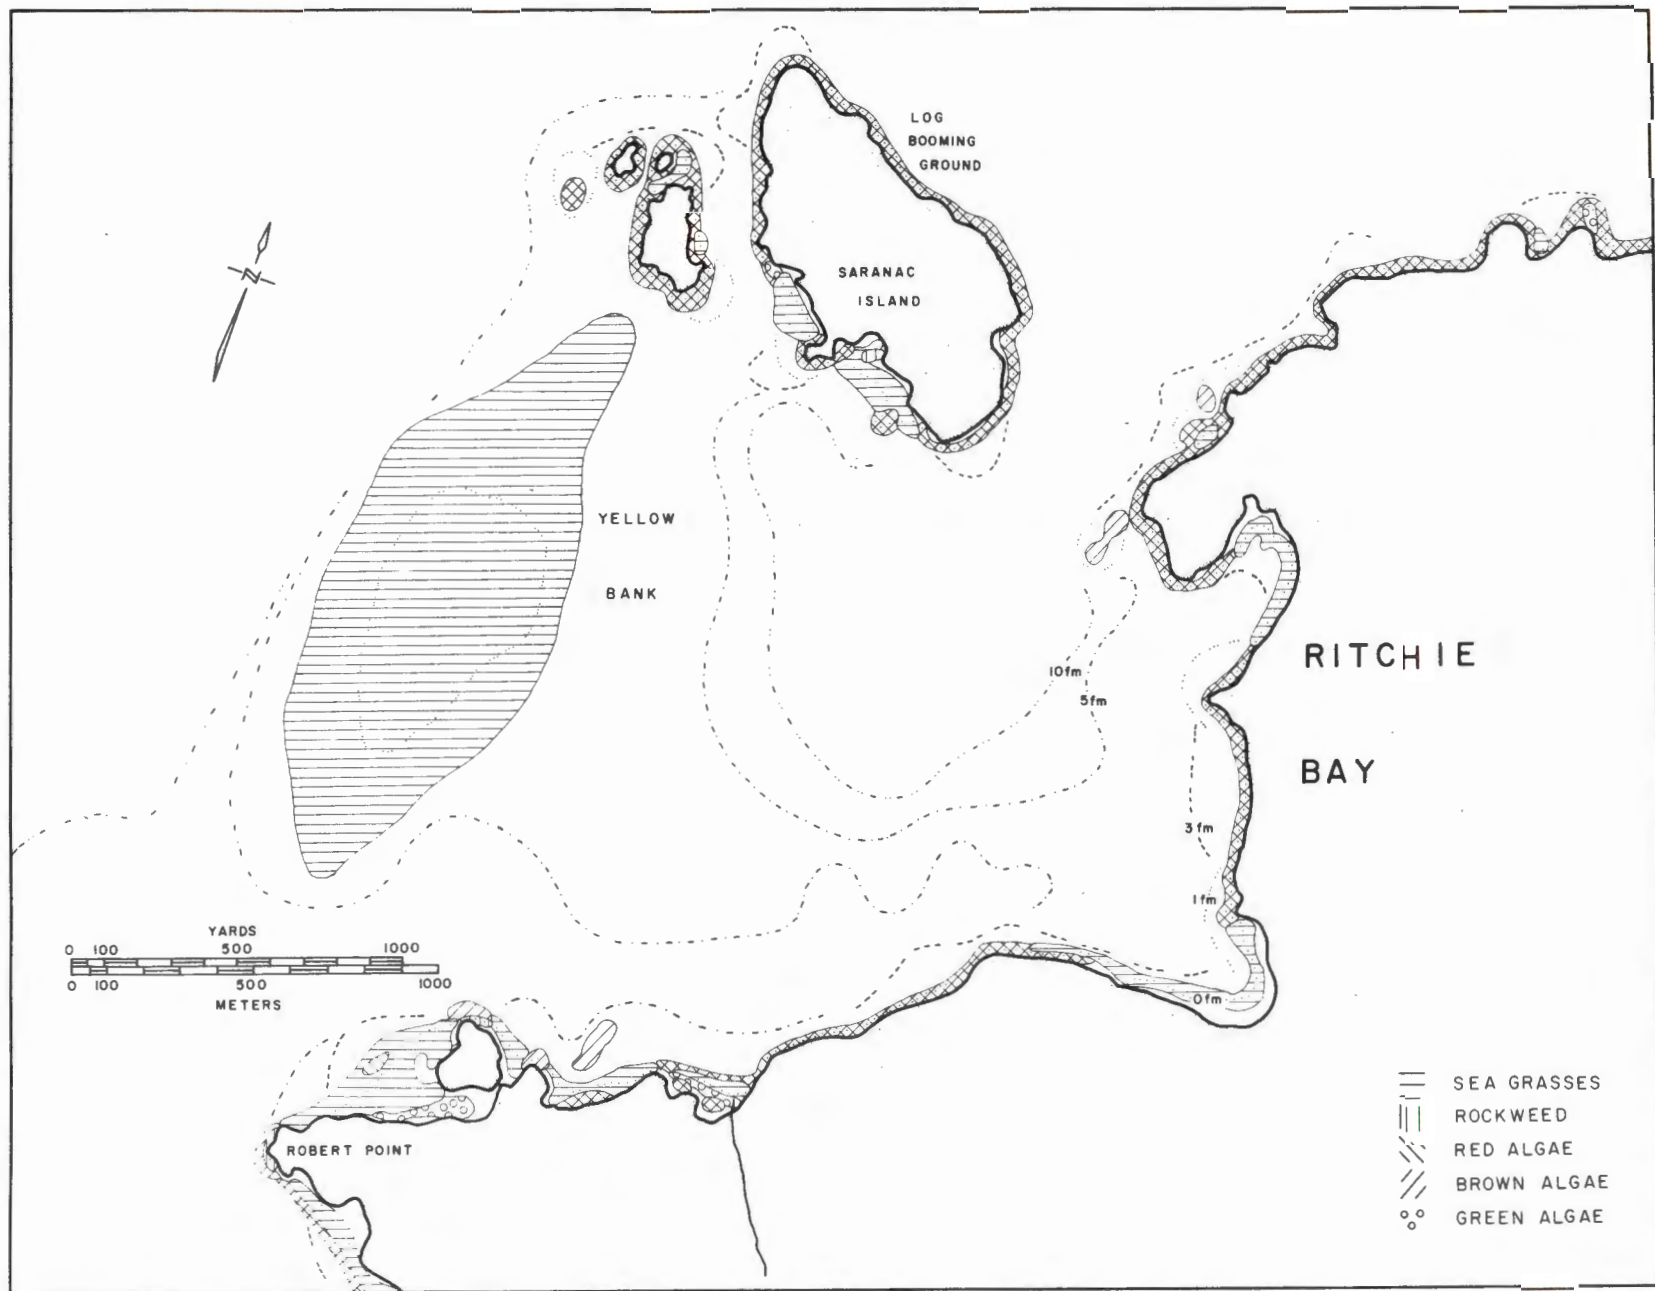 LOG
BOOMING
GROUND
N
SARANAC
ISLAND
YELLOW
BANK
RITCHIE
BAY
10fm
5fm
3fm
1fm
0fm
YARDS
0 100 500 1000
0 100 500 1000
METERS
ROBERT POINT
SEA GRASSES
ROCKWEED
RED ALGAE
BROWN ALGAE
GREEN ALGAE